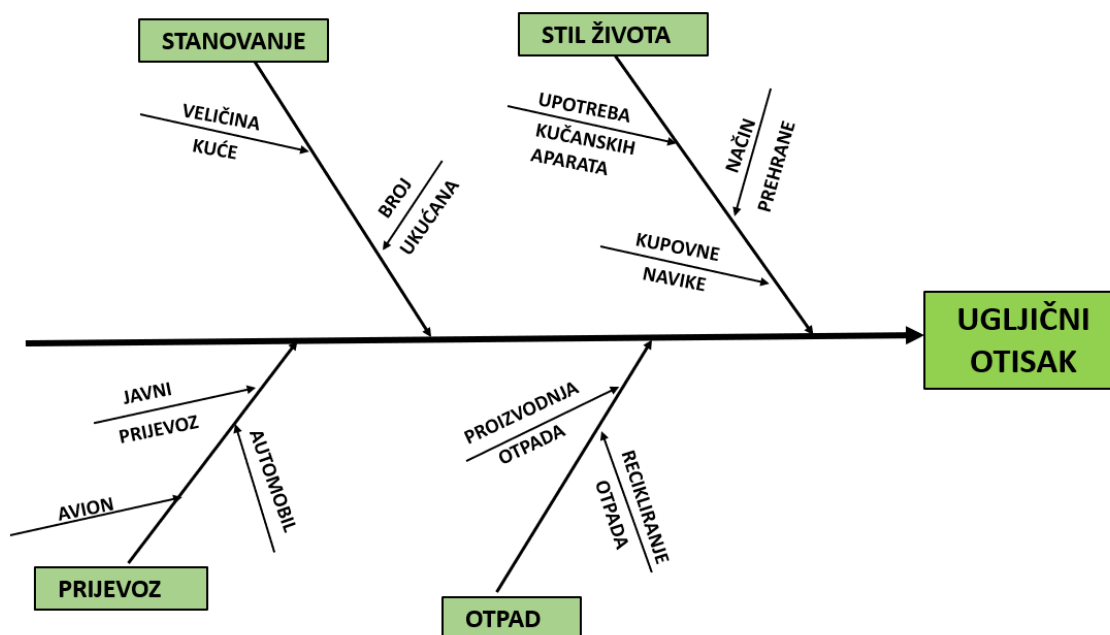 STANOVANJE
VELIČINA
KUĆE
BROJ
UKUĆANA
STIL ŽIVOTA
UPOTREBA
KUČANSKIH
APARATA
NAČIN
PREHRANE
KUPOVNE
NAVIKE
UGLJIČNI
OTISAK
JAVNI
PRIJEVOZ
AUTOMOBIL
AVION
PRIJEVOZ
PROIZVODNJA
OTPADA
RECIKLIRANJE
OTPADA
OTPAD